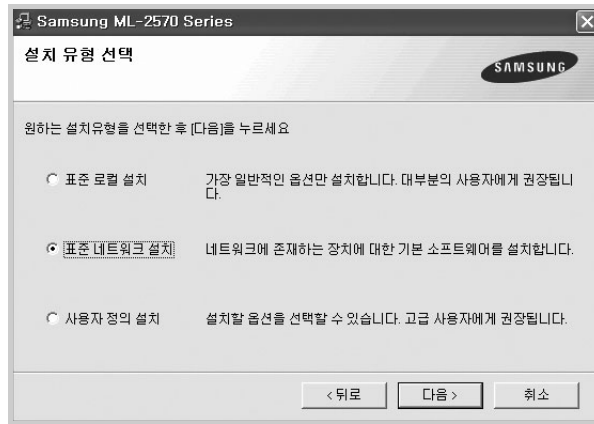 Samsung ML-2570 Series
설치 유형 선택
SAMSUNG
원하는 설치유형을 선택한 후 [다음]을 누르세요
표준 로컬 설치
가장 일반적인 옵션만 설치합니다. 대부분의 사용자에게 권장됩니
다.
표준 네트워크 설치
네트워크에 존재하는 장치에 대한 기본 소프트웨어를 설치합니다.
사용자 정의 설치
설치할 옵션을 선택할 수 있습니다. 고급 사용자에게 권장됩니다.
<뒤로
다음>
취소